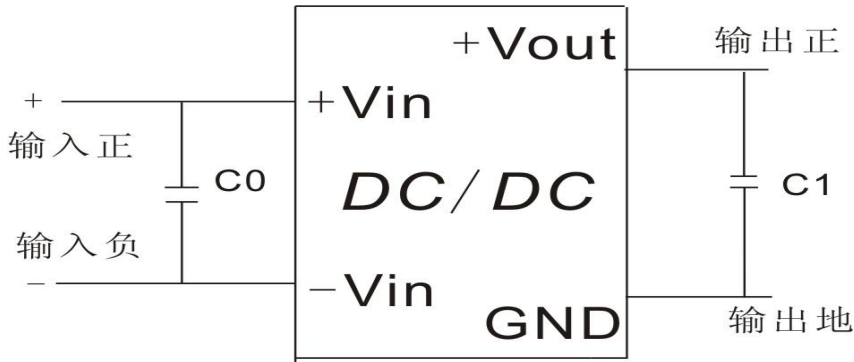 +Vout
输出正
+
+Vin
输入正
C0
DC/DC
C1
输入负
−
−Vin
GND
输出地